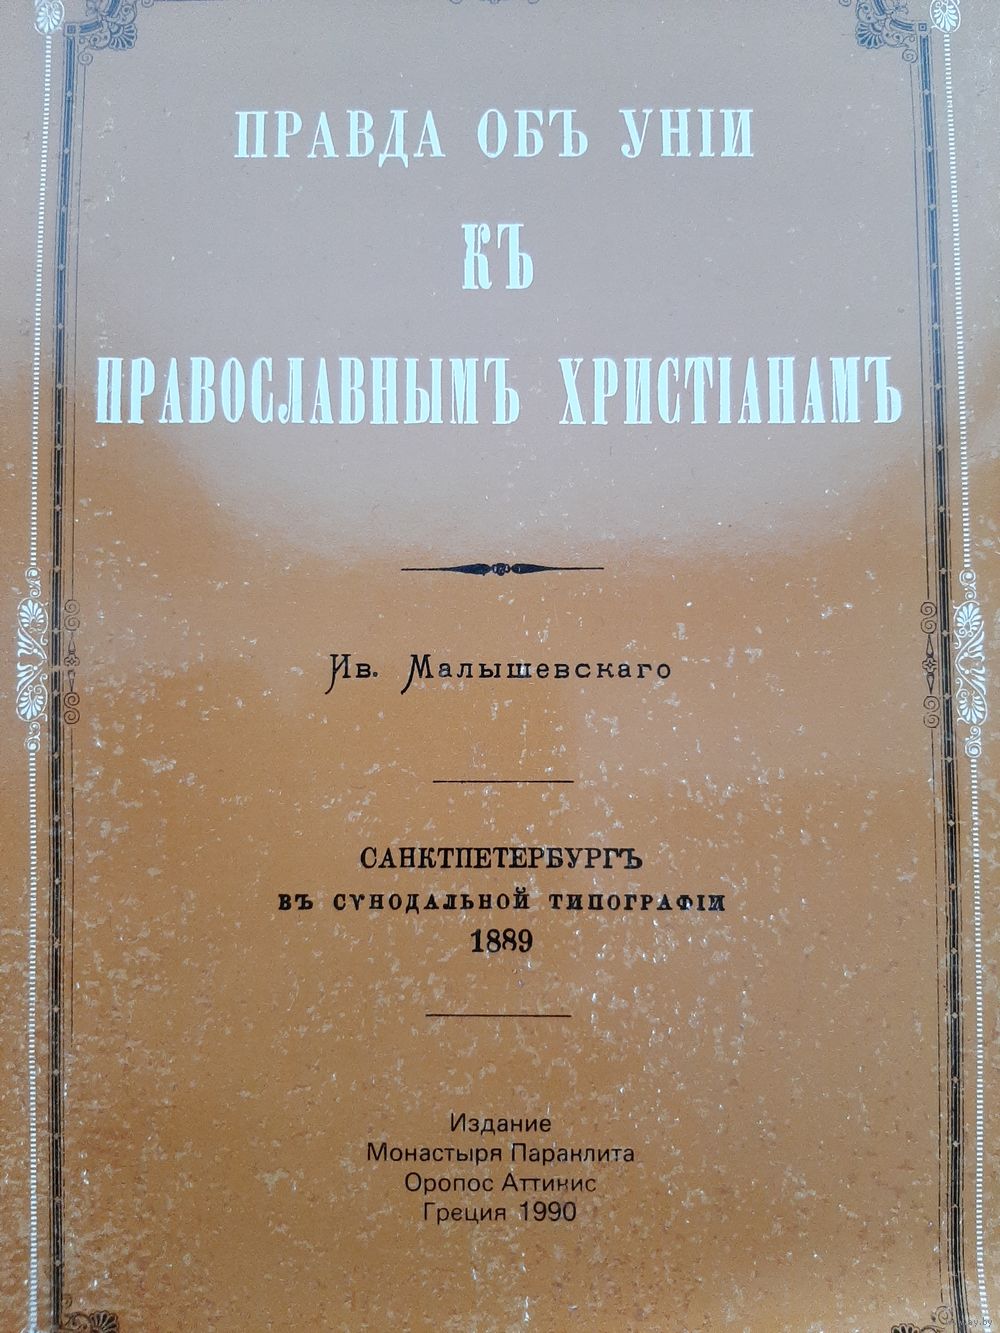 ПРАВДА ОБЪ УНІИ
КЪ
ПРАВОСЛАВНЫМЪ ХРИСТІАНАМЪ
Ив. Малышевскаго
САНКТПЕТЕРБУРГЪ
ВЪ СѴНОДАЛЬНОЙ ТИПОГРАФІИ
1889
Издание
Монастыря Параклита
Оропос Аттикис
Греция 1990